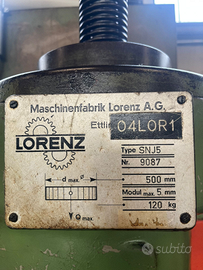 Maschinenfabrik Lorenz A.G.
Ettlin
04LOR1
LORENZ
Type SNJ5
Nr. 9087
d max ø
• 500 mm
Modul max 5 mm
G max
• 120 kg
subito